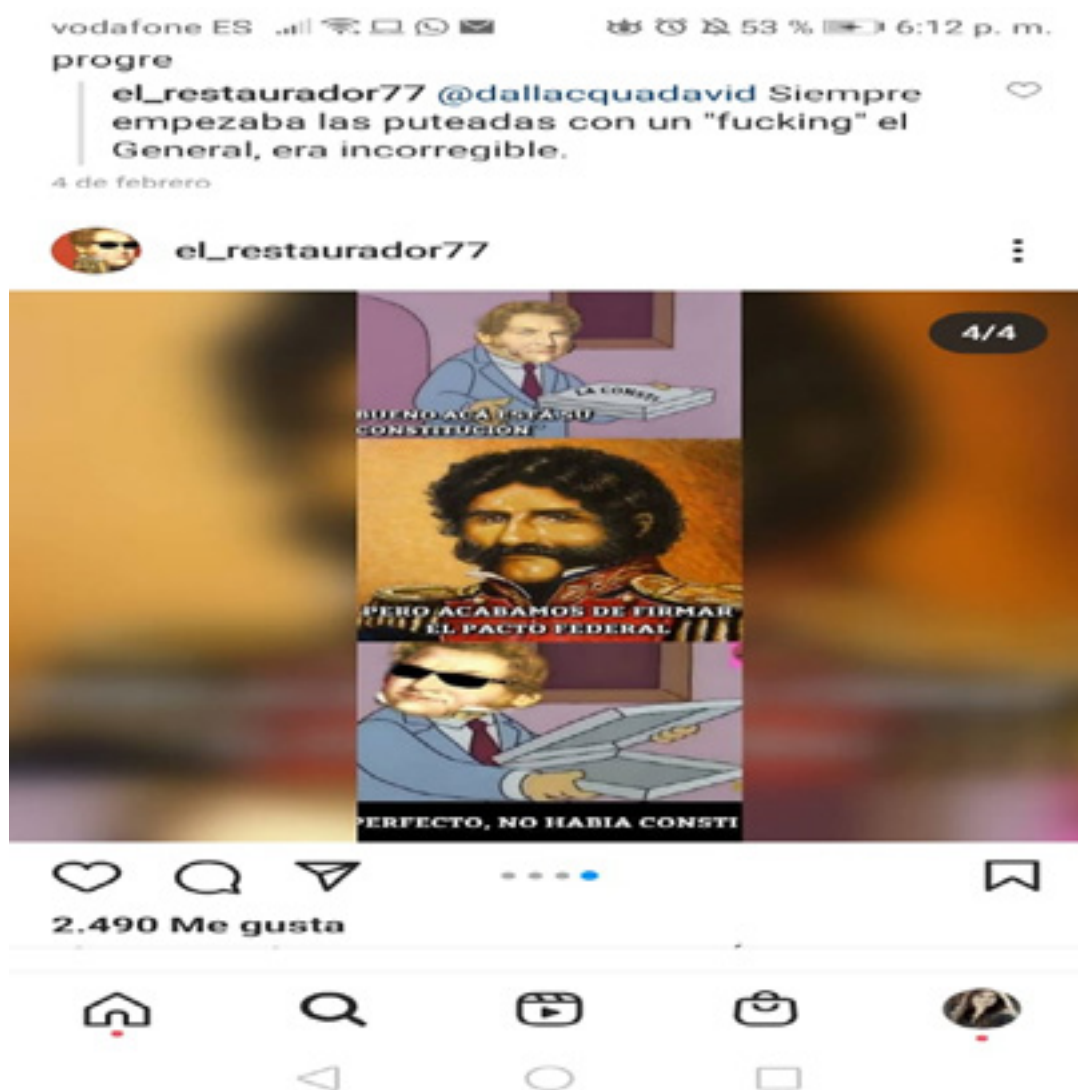 vodafone ES 53 % 6:12 p. m.
progre
el_restaurador77 @dallacquadavid Siempre
empezaba las puteadas con un "fucking" el
General, era incorregible.
4 de febrero
el_restaurador77
4/4
LA CONSTI
BUENO ACÁ ESTÁ SU
CONSTITUCIÓN
PERO ACABAMOS DE FIRMAR
EL PACTO FEDERAL
PERFECTO, NO HABIA CONSTI
2.490 Me gusta